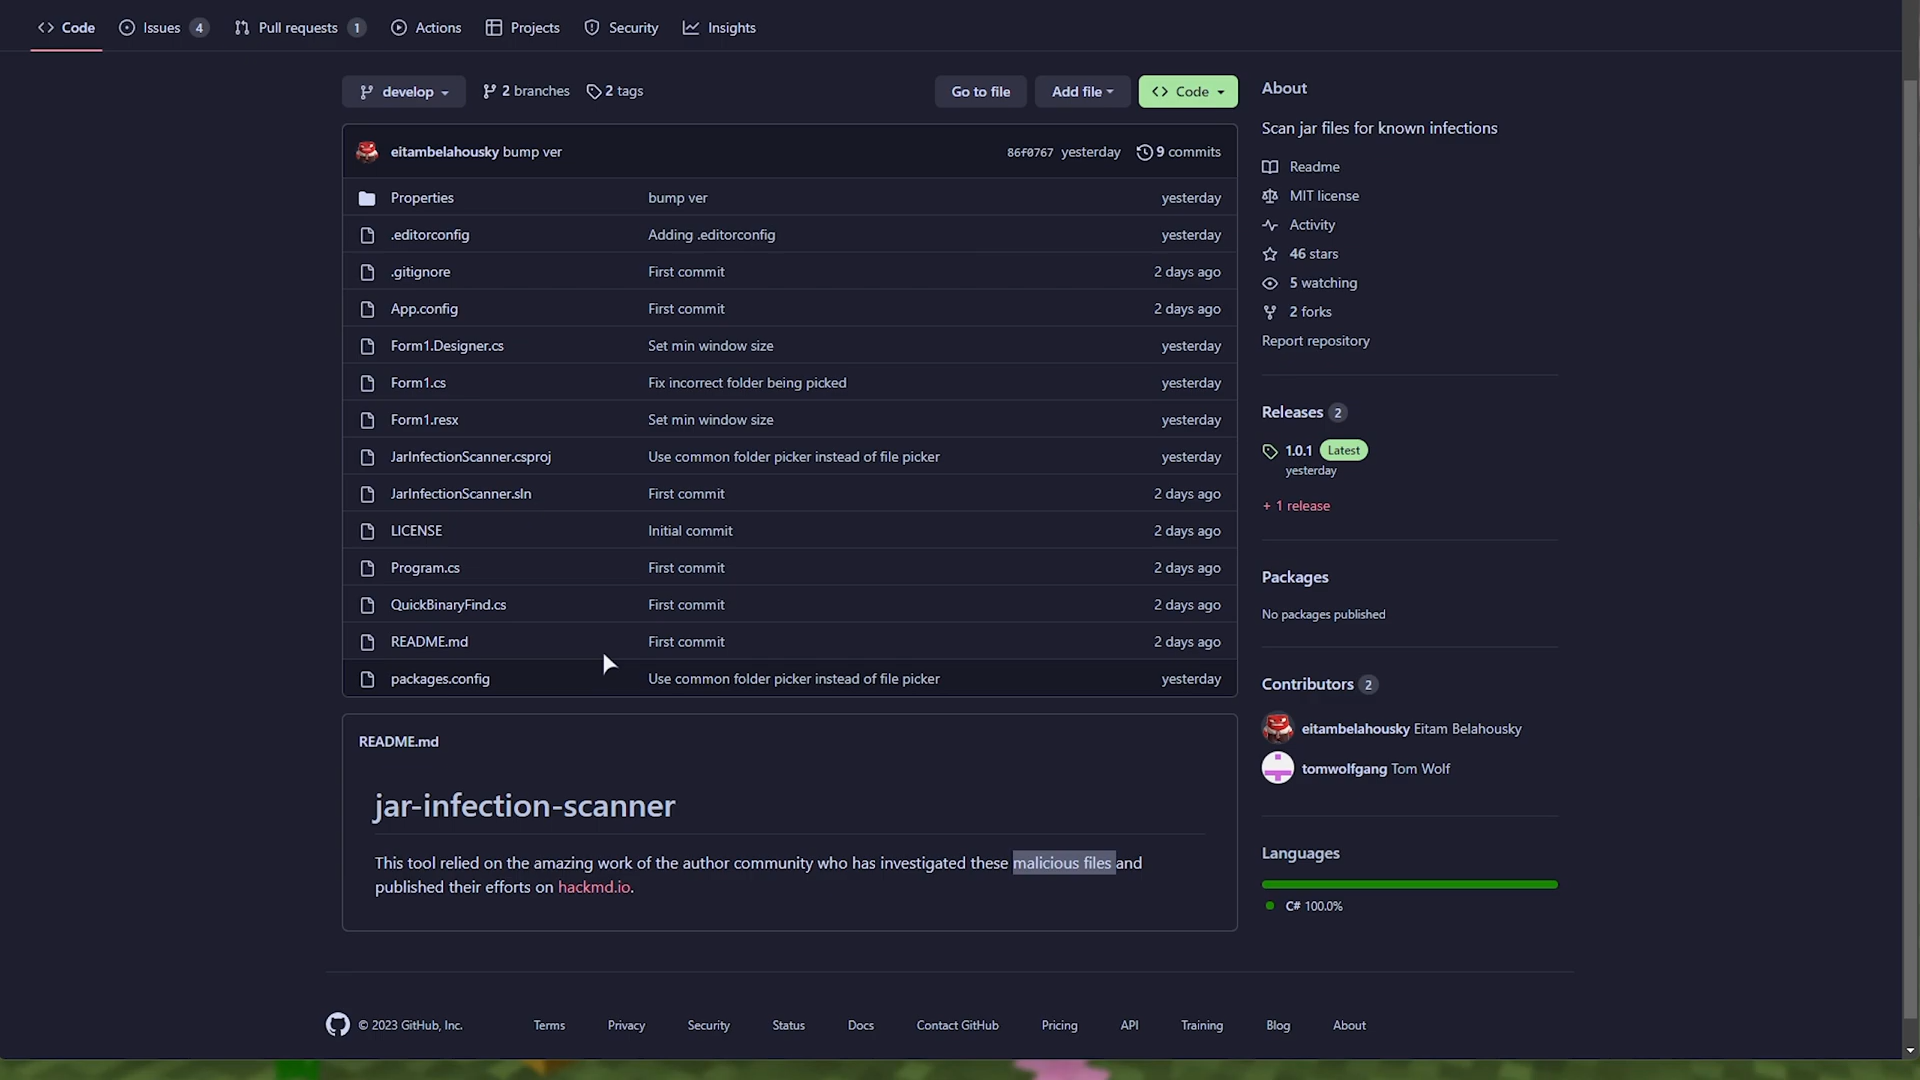 Code Issues 4 Pull requests 1 Actions Projects Security Insights
develop 2 branches 2 tags Go to file Add file Code
eitambelahousky bump ver 86f0767 yesterday 9 commits
Properties bump ver yesterday
.editorconfig Adding .editorconfig yesterday
.gitignore First commit 2 days ago
App.config First commit 2 days ago
Form1.Designer.cs Set min window size yesterday
Form1.cs Fix incorrect folder being picked yesterday
Form1.resx Set min window size yesterday
JarInfectionScanner.csproj Use common folder picker instead of file picker yesterday
JarInfectionScanner.sln First commit 2 days ago
LICENSE Initial commit 2 days ago
Program.cs First commit 2 days ago
QuickBinaryFind.cs First commit 2 days ago
README.md First commit 2 days ago
packages.config Use common folder picker instead of file picker yesterday
README.md
jar-infection-scanner
This tool relied on the amazing work of the author community who has investigated these malicious files and
published their efforts on hackmd.io.
About
Scan jar files for known infections
Readme
MIT license
Activity
46 stars
5 watching
2 forks
Report repository
Releases 2
1.0.1 Latest
yesterday
+ 1 release
Packages
No packages published
Contributors 2
eitambelahousky Eitam Belahousky
tomwolfgang Tom Wolf
Languages
C# 100.0%
© 2023 GitHub, Inc. Terms Privacy Security Status Docs Contact GitHub Pricing API Training Blog About